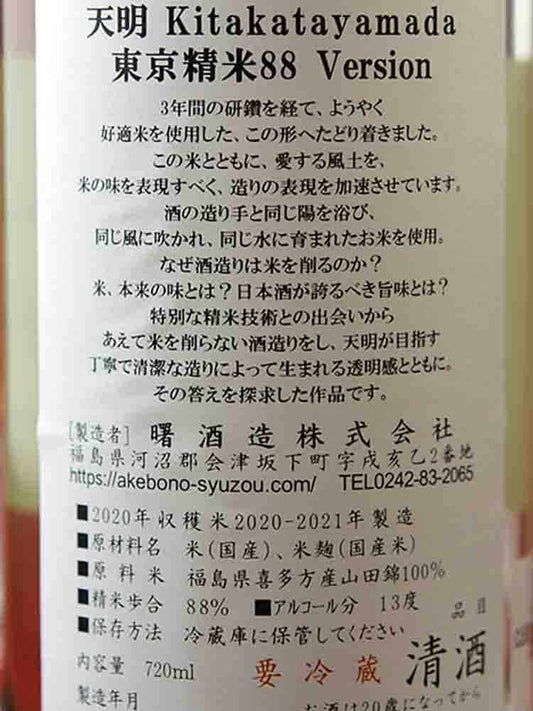 天明 Kitakatayamada
東京精米88 Version
3年間の研鑽を経て、ようやく
好適米を使用した、この形へたどり着きました。
この米とともに、愛する風土を、
米の味を表現すべく、造りの表現を加速させています。
酒の造り手と同じ陽を浴び、
同じ風に吹かれ、同じ水に育まれたお米を使用。
なぜ酒造りは米を削るのか？
米、本来の味とは？日本酒が誇るべき旨味とは？
特別な精米技術との出会いから
あえて米を削らない酒造りをし、天明が目指す
丁寧で清潔な造りによって生まれる透明感とともに。
その答えを探求した作品です。
[製造者] 曙酒造株式会社
福島県河沼郡会津坂下町字戌亥乙2番地
https://akebono-syuzou.com/ TEL0242-83-2065
■2020年収穫米2020-2021年製造
■原材料名 米(国産)、米麹(国産米)
■原料米 福島県喜多方産山田錦100%
■精米歩合 88% ■アルコール分 13度
■保存方法 冷蔵庫に保管してください
品目
内容量 720ml 要冷蔵 清酒
製造年月 お酒は20歳になってから